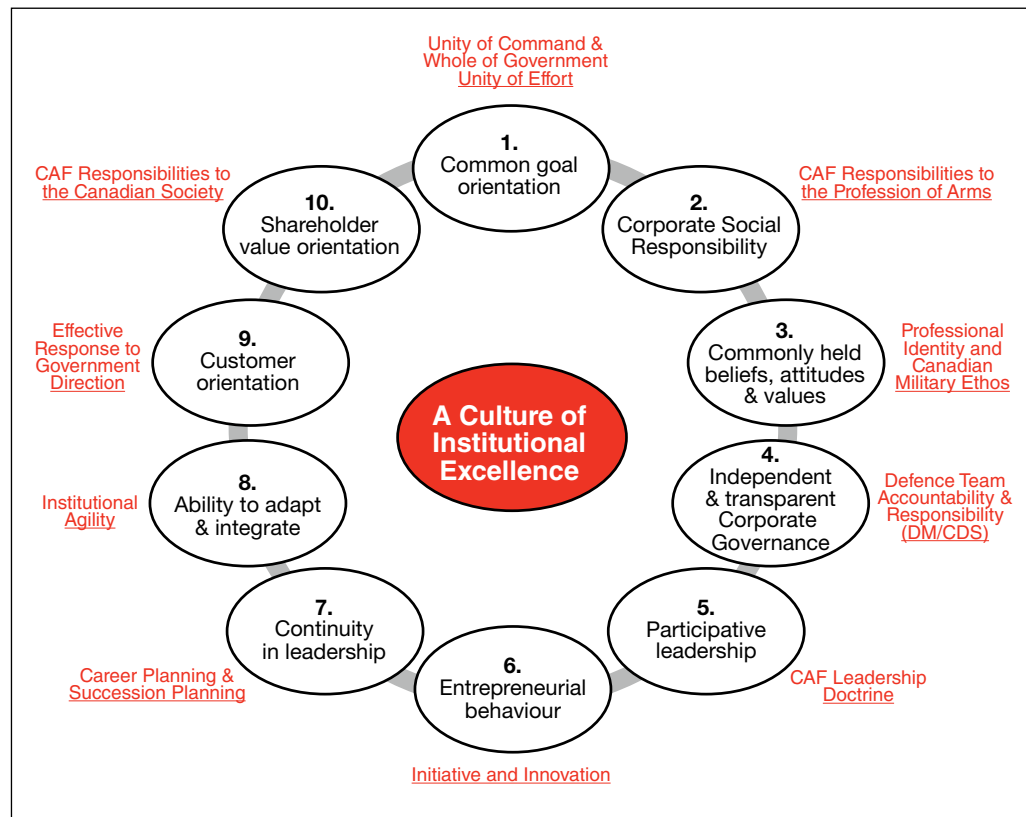 Unity of Command &
Whole of Government
Unity of Effort
1.
Common goal
orientation
CAF Responsibilities to
the Profession of Arms
2.
Corporate Social
Responsibility
Professional
Identity and
Canadian
Military Ethos
3.
Commonly held
beliefs, attitudes
& values
Defence Team
Accountability &
Responsibility
(DM/CDS)
4.
Independent
& transparent
Corporate
Governance
CAF Leadership
Doctrine
5.
Participative
leadership
6.
Entrepreneurial
behaviour
Initiative and Innovation
7.
Continuity
in leadership
Career Planning &
Succession Planning
8.
Ability to adapt
& integrate
Institutional
Agility
9.
Customer
orientation
Effective
Response to
Government
Direction
10.
Shareholder
value orientation
CAF Responsibilities to
the Canadian Society
A Culture of
Institutional
Excellence